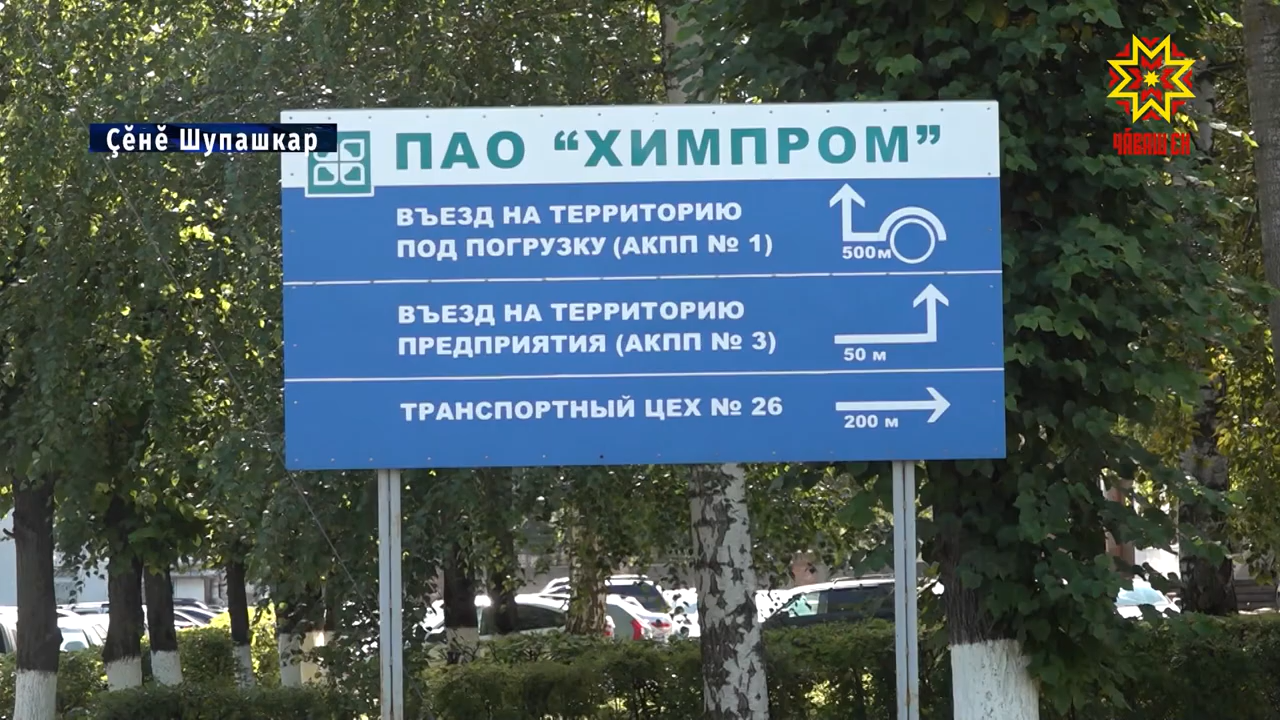 Ҫӗнӗ Шупашкар
ЧӐВАШ ЕН
ПАО “ХИМПРОМ”
ВЪЕЗД НА ТЕРРИТОРИЮ
ПОД ПОГРУЗКУ (АКПП № 1)
500м
ВЪЕЗД НА ТЕРРИТОРИЮ
ПРЕДПРИЯТИЯ (АКПП № 3)
50 м
ТРАНСПОРТНЫЙ ЦЕХ № 26
200 м